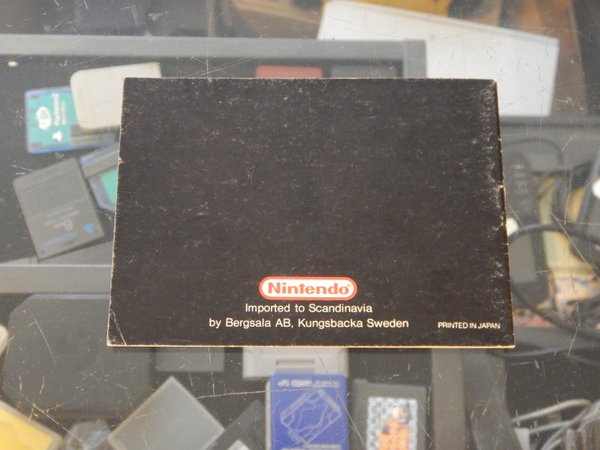 Nintendo
Imported to Scandinavia
by Bergsala AB, Kungsbacka Sweden
PRINTED IN JAPAN